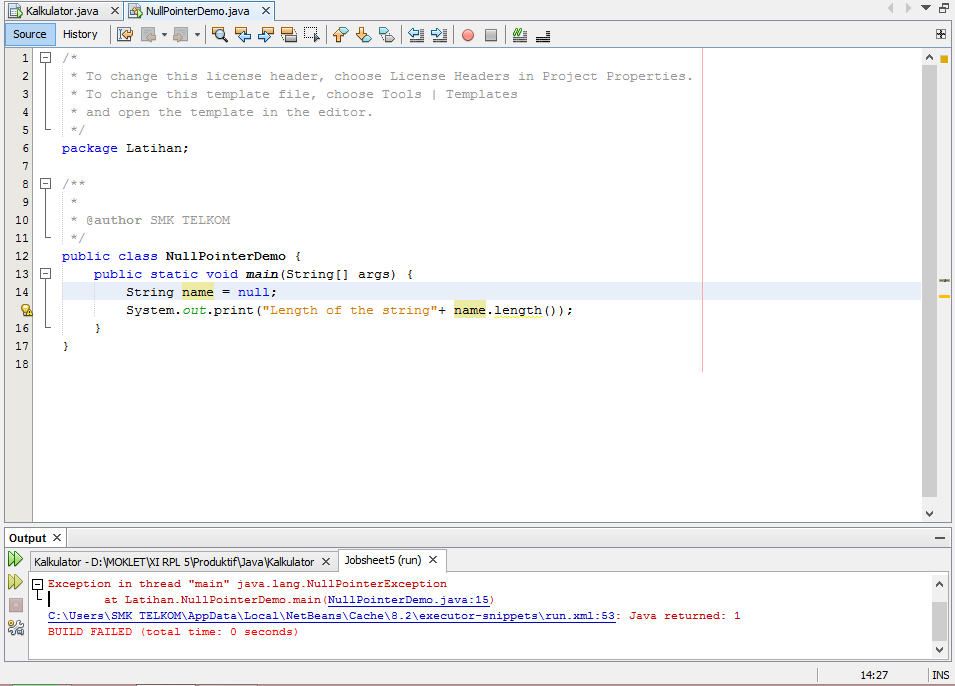 Kalkulator.java NullPointerDemo.java
Source History
1 /*
2 * To change this license header, choose License Headers in Project Properties.
3 * To change this template file, choose Tools | Templates
4 * and open the template in the editor.
5 */
6 package Latihan;
7
8 /**
9 *
10 * @author SMK TELKOM
11 */
12 public class NullPointerDemo {
13 public static void main(String[] args) {
14 String name = null;
System.out.print("Length of the string"+ name.length());
16 }
17 }
18
Output
Kalkulator - D:\MOKLET\XI RPL 5\Produktif\Java\Kalkulator Jobsheet5 (run)
Exception in thread "main" java.lang.NullPointerException
at Latihan.NullPointerDemo.main(NullPointerDemo.java:15)
C:\Users\SMK TELKOM\AppData\Local\NetBeans\Cache\8.2\executor-snippets\run.xml:53: Java returned: 1
BUILD FAILED (total time: 0 seconds)
14:27 INS